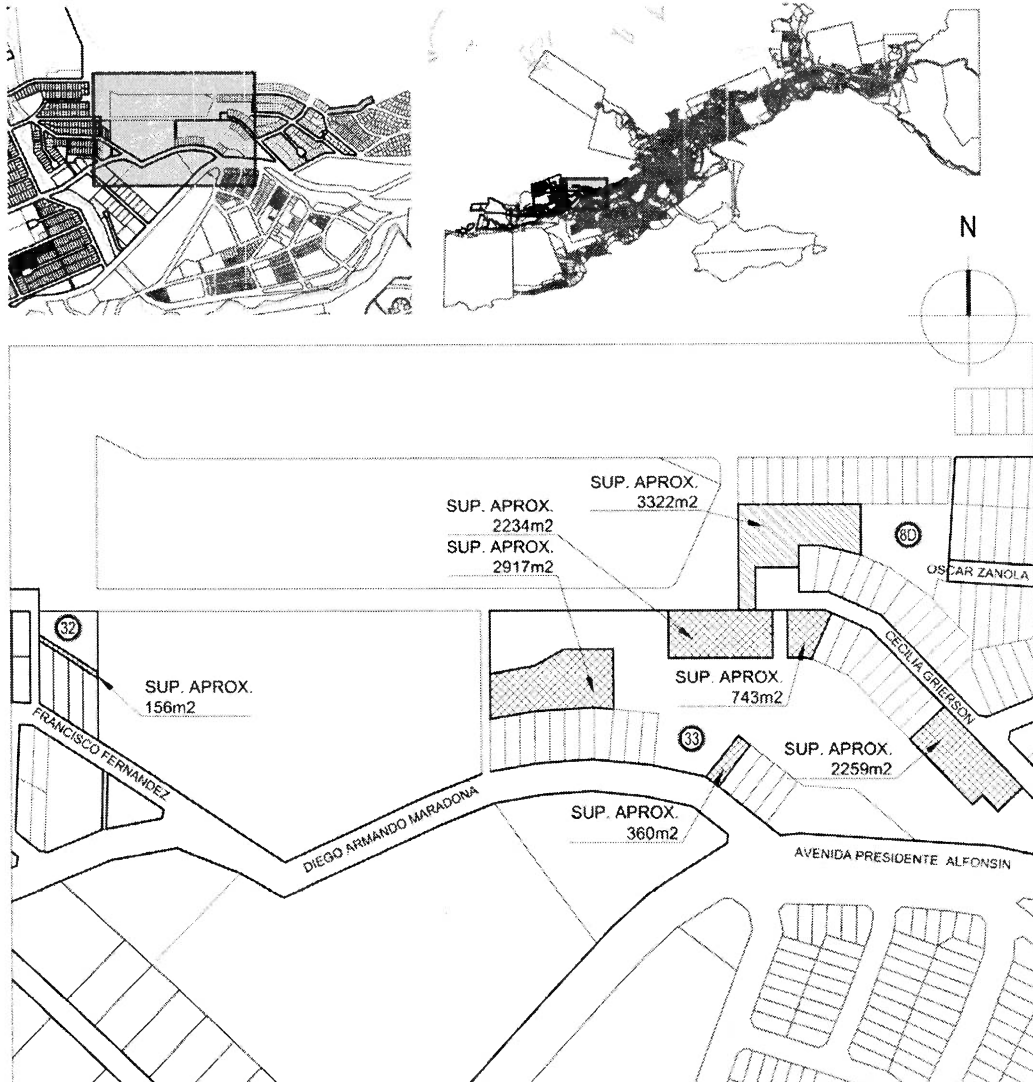 N
SUP. APROX.
3322m2
SUP. APROX.
2234m2
SUP. APROX.
2917m2
8D
OSCAR ZANOLA
32
SUP. APROX.
156m2
CECILIA GRIERSON
SUP. APROX.
743m2
FRANCISCO FERNANDEZ
33
SUP. APROX.
2259m2
DIEGO ARMANDO MARADONA
SUP. APROX.
360m2
AVENIDA PRESIDENTE ALFONSIN